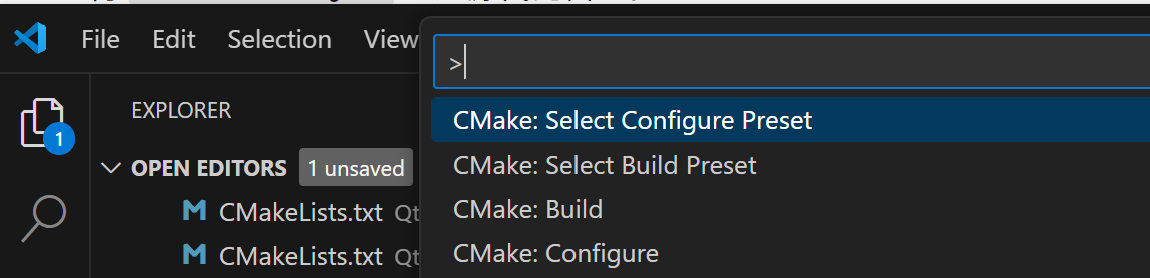 File Edit Selection View
>
EXPLORER
CMake: Select Configure Preset
1
OPEN EDITORS 1 unsaved
CMake: Select Build Preset
M CMakeLists.txt Qt
CMake: Build
M CMakeLists.txt Qt
CMake: Configure